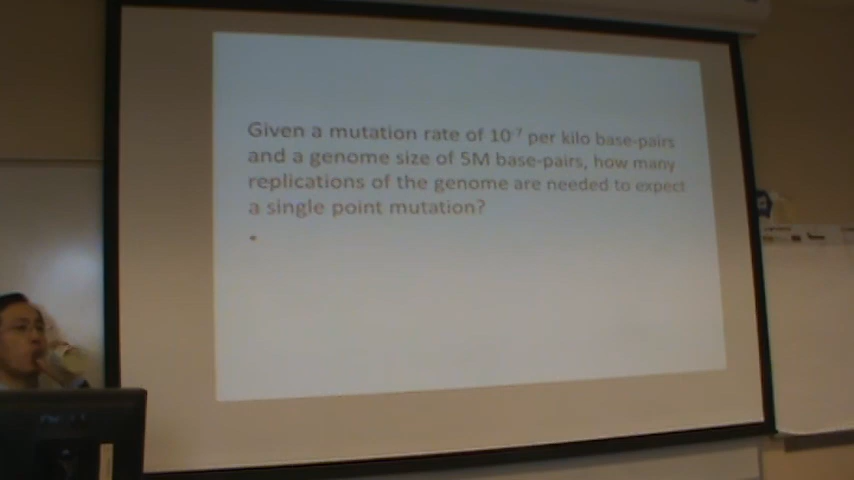 Given a mutation rate of 10⁻⁷ per kilo base-pairs
and a genome size of 5M base-pairs, how many
replications of the genome are needed to expect
a single point mutation?
•